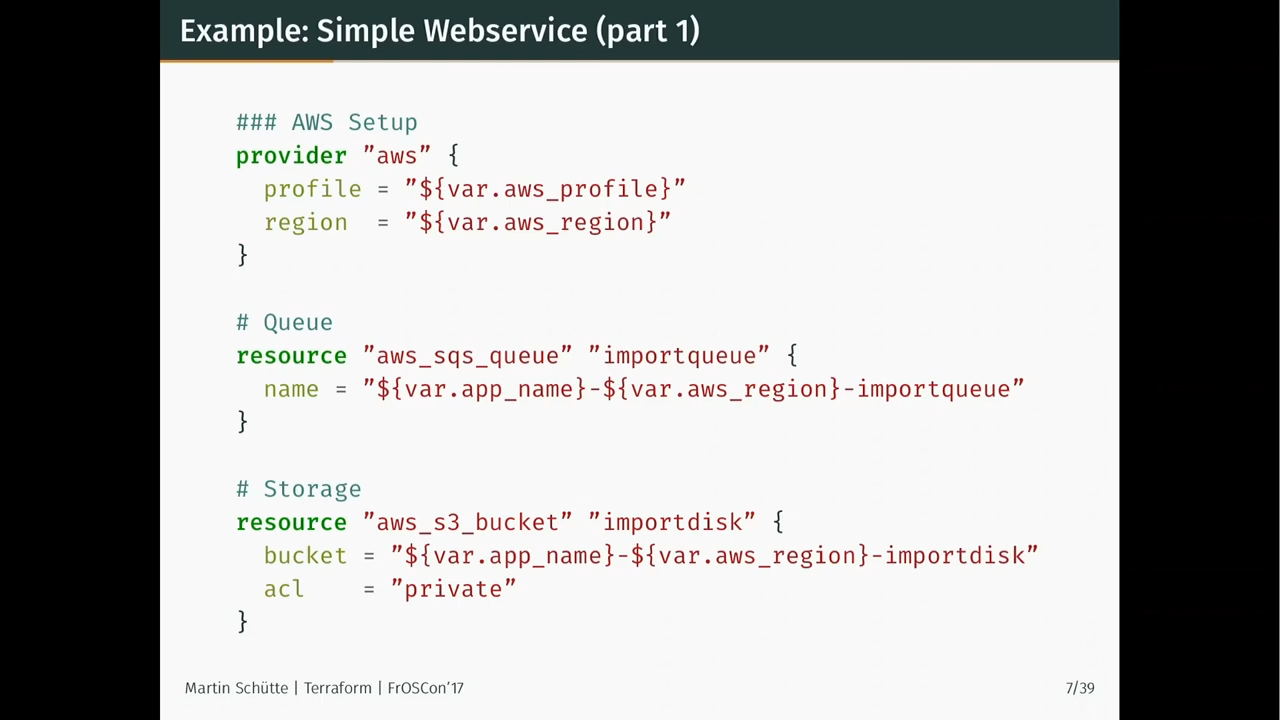 Example: Simple Webservice (part 1)
### AWS Setup
provider ”aws” {
  profile = ”${var.aws_profile}”
  region  = ”${var.aws_region}”
}
# Queue
resource ”aws_sqs_queue” ”importqueue” {
  name = ”${var.app_name}-${var.aws_region}-importqueue”
}
# Storage
resource ”aws_s3_bucket” ”importdisk” {
  bucket = ”${var.app_name}-${var.aws_region}-importdisk”
  acl    = ”private”
}
Martin Schütte | Terraform | FrOSCon’17
7/39